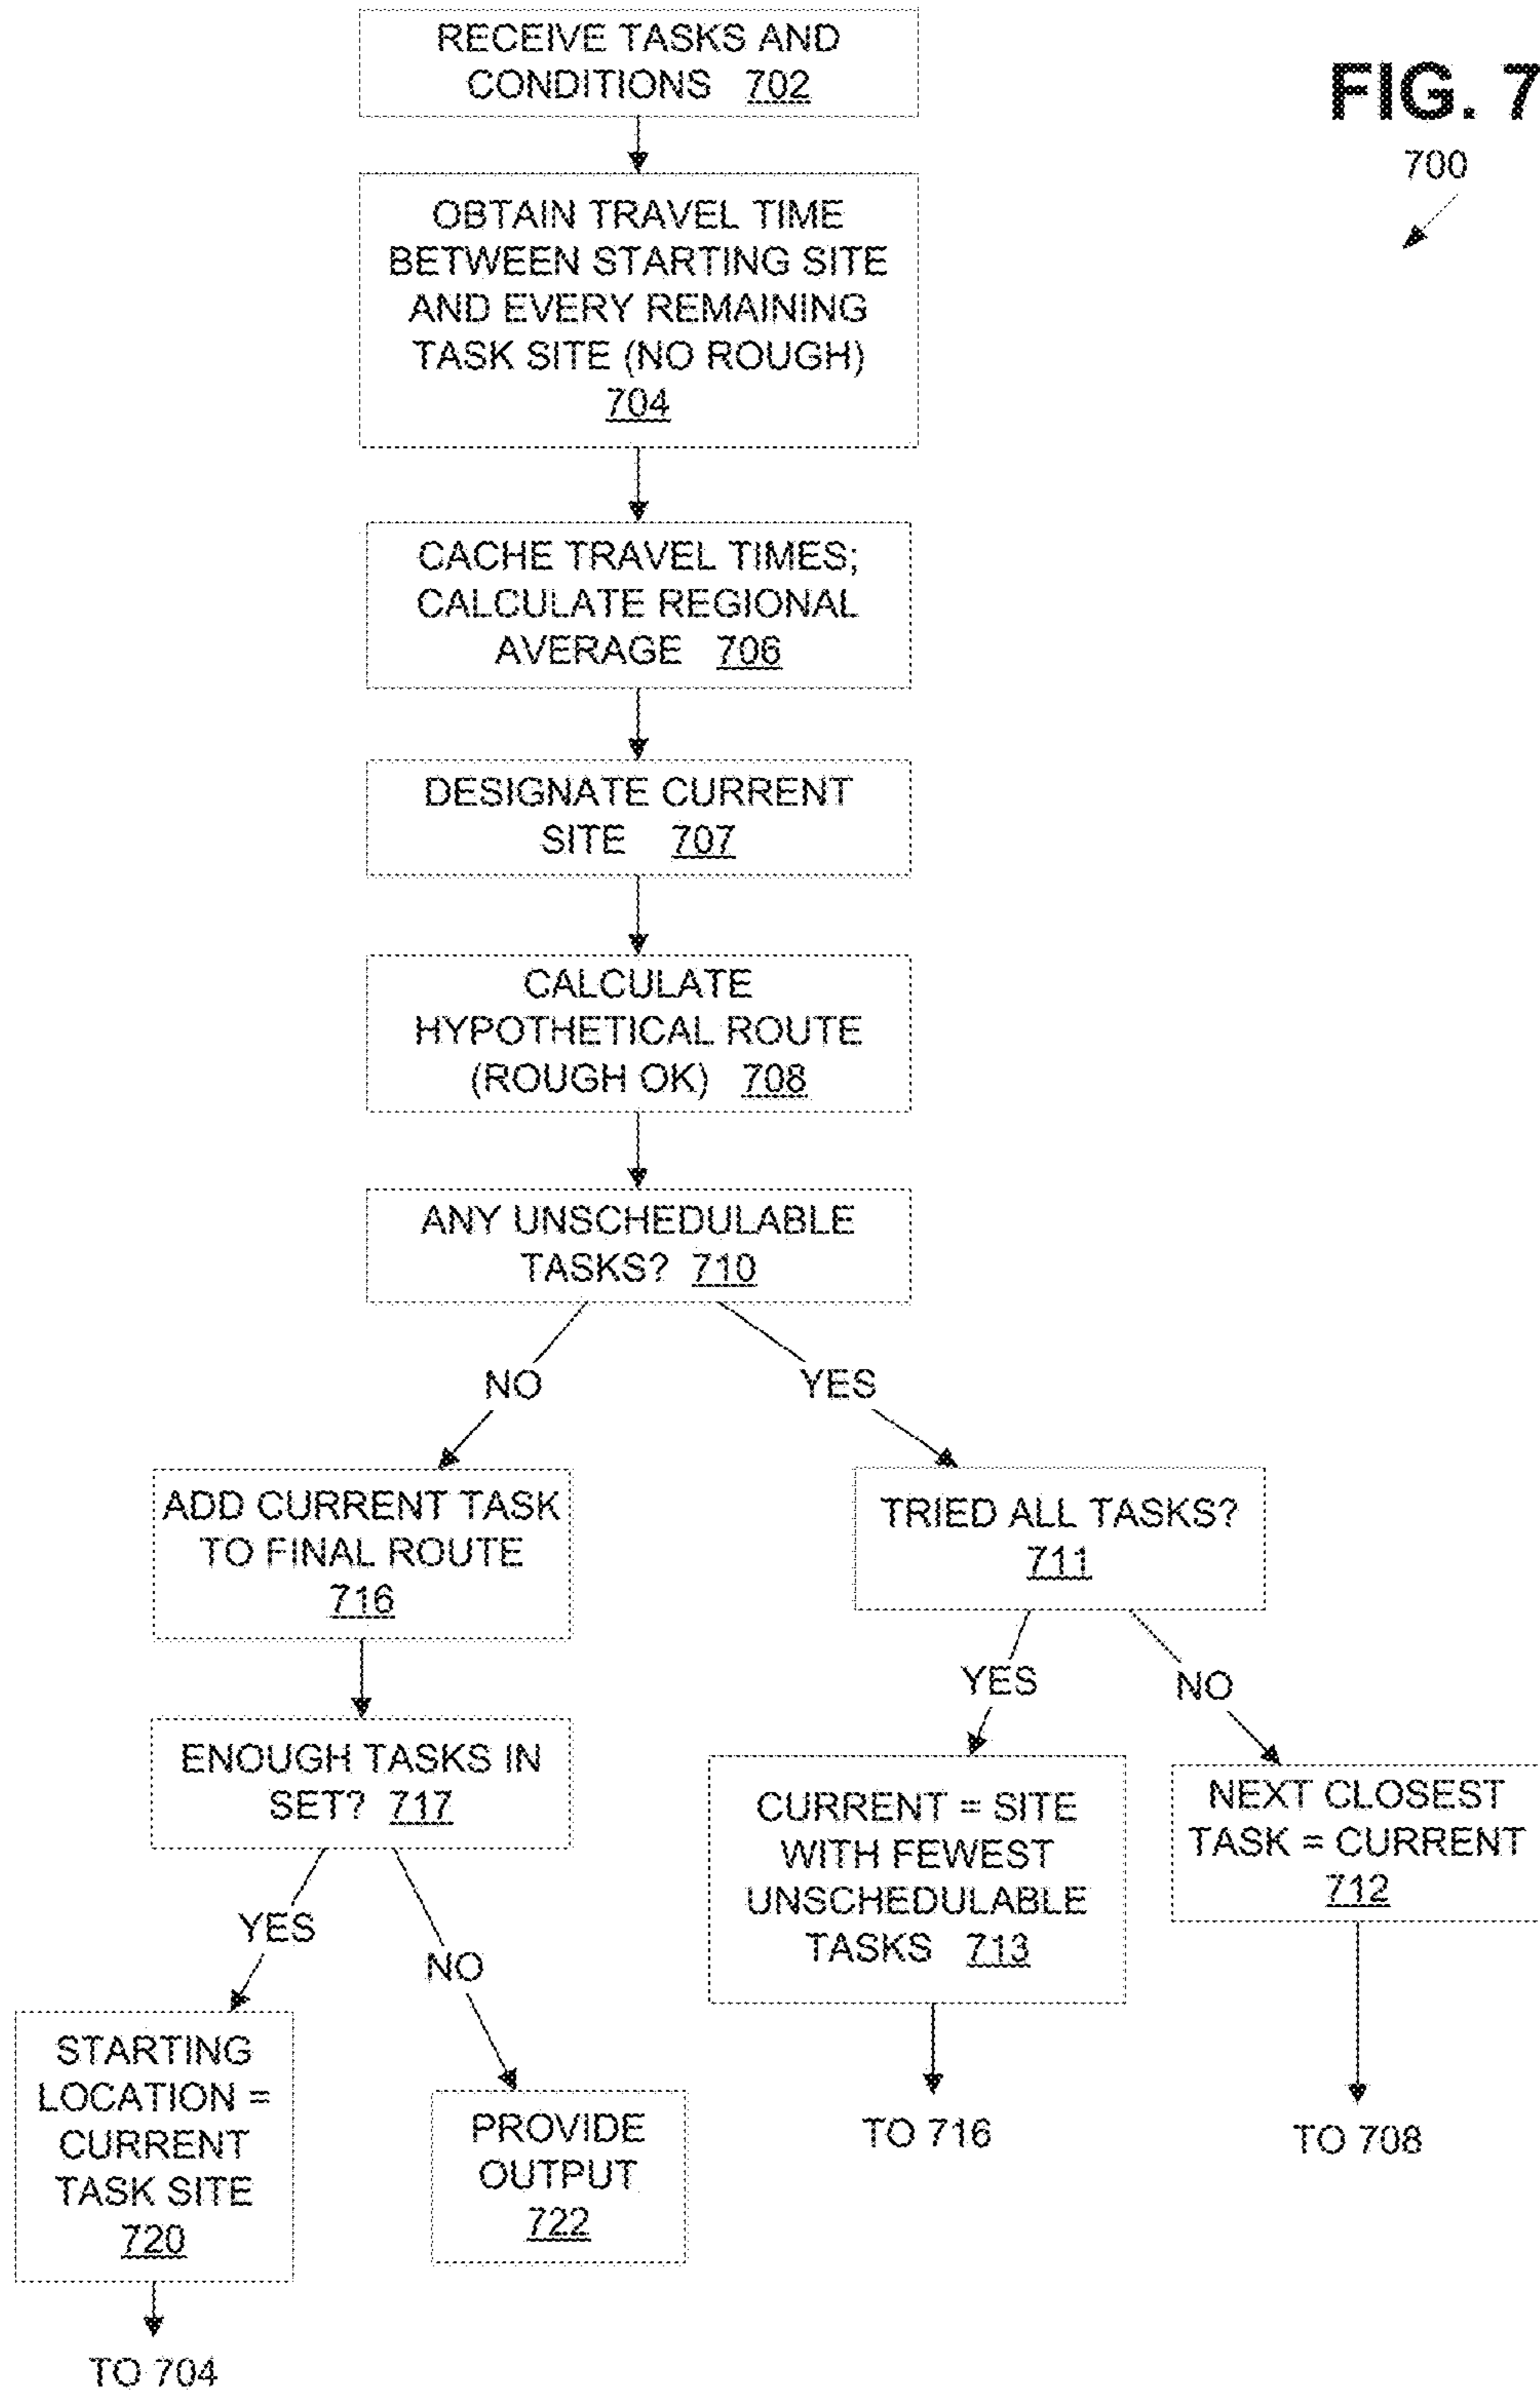 RECEIVE TASKS AND
CONDITIONS 702
FIG. 7
700
OBTAIN TRAVEL TIME
BETWEEN STARTING SITE
AND EVERY REMAINING
TASK SITE (NO ROUGH)
704
CACHE TRAVEL TIMES;
CALCULATE REGIONAL
AVERAGE 706
DESIGNATE CURRENT
SITE 707
CALCULATE
HYPOTHETICAL ROUTE
(ROUGH OK) 708
ANY UNSCHEDULABLE
TASKS? 710
NO
YES
ADD CURRENT TASK
TO FINAL ROUTE
716
TRIED ALL TASKS?
711
YES
NO
ENOUGH TASKS IN
SET? 717
CURRENT = SITE
WITH FEWEST
UNSCHEDULABLE
TASKS 713
NEXT CLOSEST
TASK = CURRENT
712
YES
NO
STARTING
LOCATION =
CURRENT
TASK SITE
720
PROVIDE
OUTPUT
722
TO 716
TO 708
TO 704